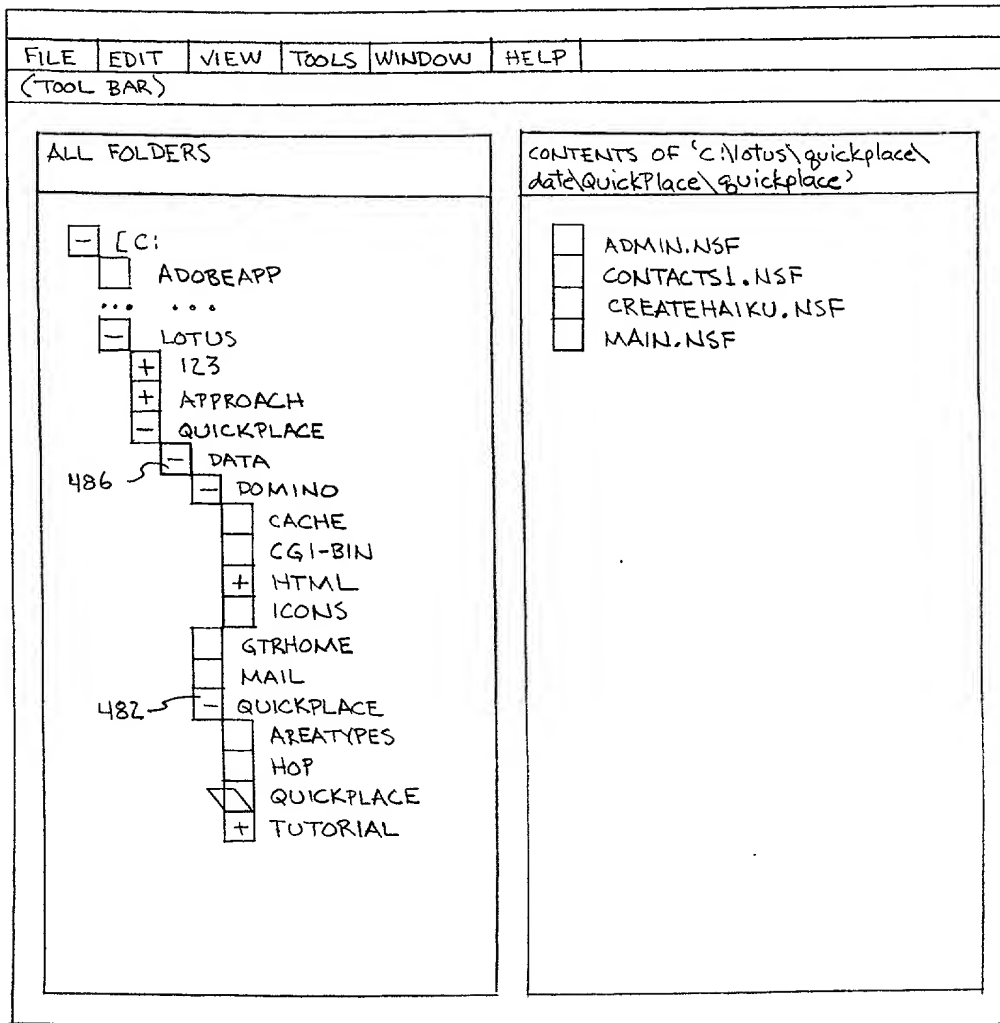 FILE EDIT VIEW TOOLS WINDOW HELP
(TOOL BAR)
ALL FOLDERS
[-] [C:
ADOBEAPP
... ...
[-] LOTUS
[+] 123
[+] APPROACH
[-] QUICKPLACE
486 [-] DATA
[-] DOMINO
CACHE
CGI-BIN
[+] HTML
ICONS
GTRHOME
MAIL
482 [-] QUICKPLACE
AREATYPES
HOP
QUICKPLACE
[+] TUTORIAL
CONTENTS OF 'C:\lotus\quickplace\
date\QuickPlace\quickplace'
ADMIN.NSF
CONTACTS1.NSF
CREATEHAIKU.NSF
MAIN.NSF